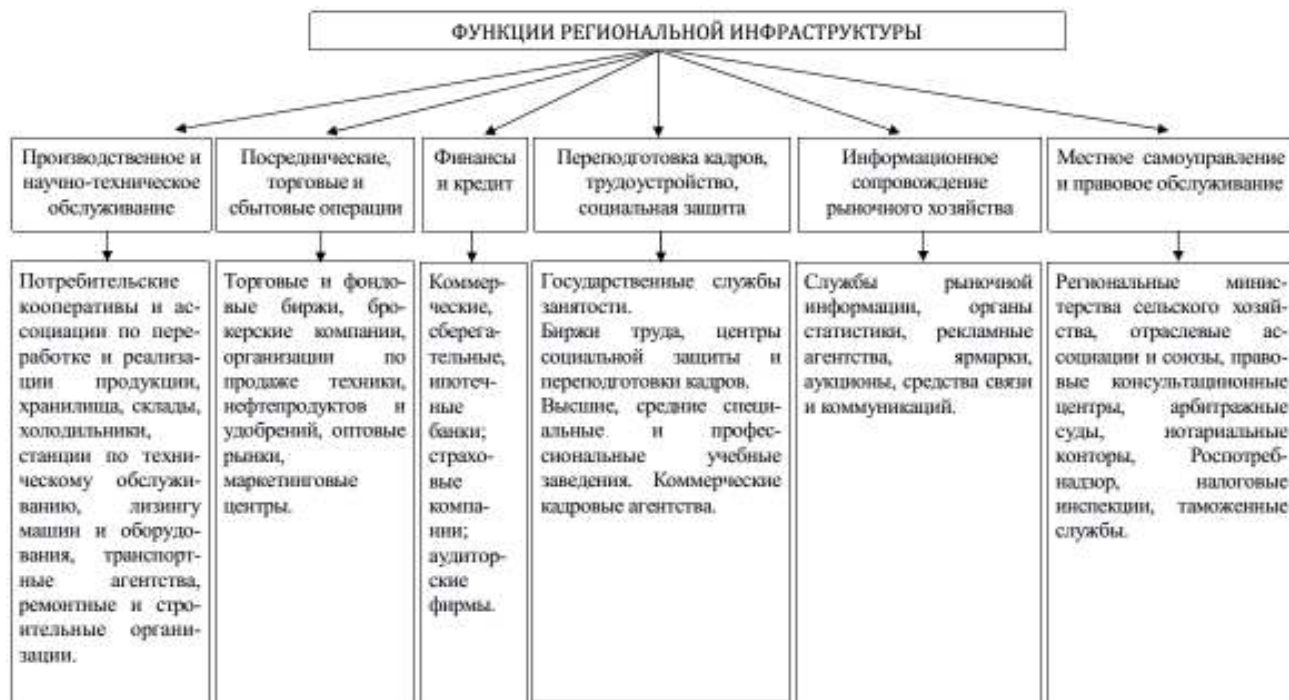 ФУНКЦИИ РЕГИОНАЛЬНОЙ ИНФРАСТРУКТУРЫ
Производственное и
научно-техническое
обслуживание
Посреднические,
торговые и
сбытовые операции
Финансы
и кредит
Переподготовка кадров,
трудоустройство,
социальная защита
Информационное
сопровождение
рыночного хозяйства
Местное самоуправление
и правовое обслуживание
Потребительские
кооперативы и ас-
социации по пере-
работке и реализа-
ции продукции,
хранилища, склады,
холодильники,
станции по техни-
ческому обслужи-
ванию, лизингу
машин и оборудо-
вания, транспорт-
ные агентства,
ремонтные и стро-
ительные органи-
зации.
Торговые и фондо-
вые биржи, бро-
керские компании,
организации по
продаже техники,
нефтепродуктов и
удобрений, оптовые
рынки,
маркетинговые
центры.
Коммер-
ческие,
сберега-
тельные,
ипотеч-
ные
банки;
страхо-
вые
компа-
нии;
аудитор-
ские
фирмы.
Государственные службы
занятости.
Биржи труда, центры
социальной защиты и
переподготовки кадров.
Высшие, средние специ-
альные и профес-
сиональные учебные
заведения. Коммерческие
кадровые агентства.
Службы рыночной
информации, органы
статистики, рекламные
агентства, ярмарки,
аукционы, средства связи
и коммуникаций.
Региональные минис-
терства сельского хозяй-
ства, отраслевые ас-
социации и союзы, право-
вые консультационные
центры, арбитражные
суды, нотариальные
конторы, Роспотреб-
надзор, налоговые
инспекции, таможенные
службы.